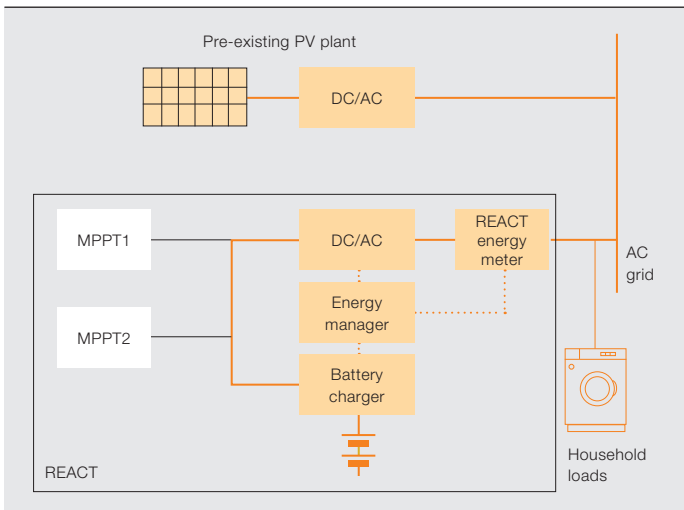 Pre-existing PV plant
DC/AC
MPPT1
DC/AC
REACT
energy
meter
AC
grid
MPPT2
Energy
manager
Battery
charger
REACT
Household
loads